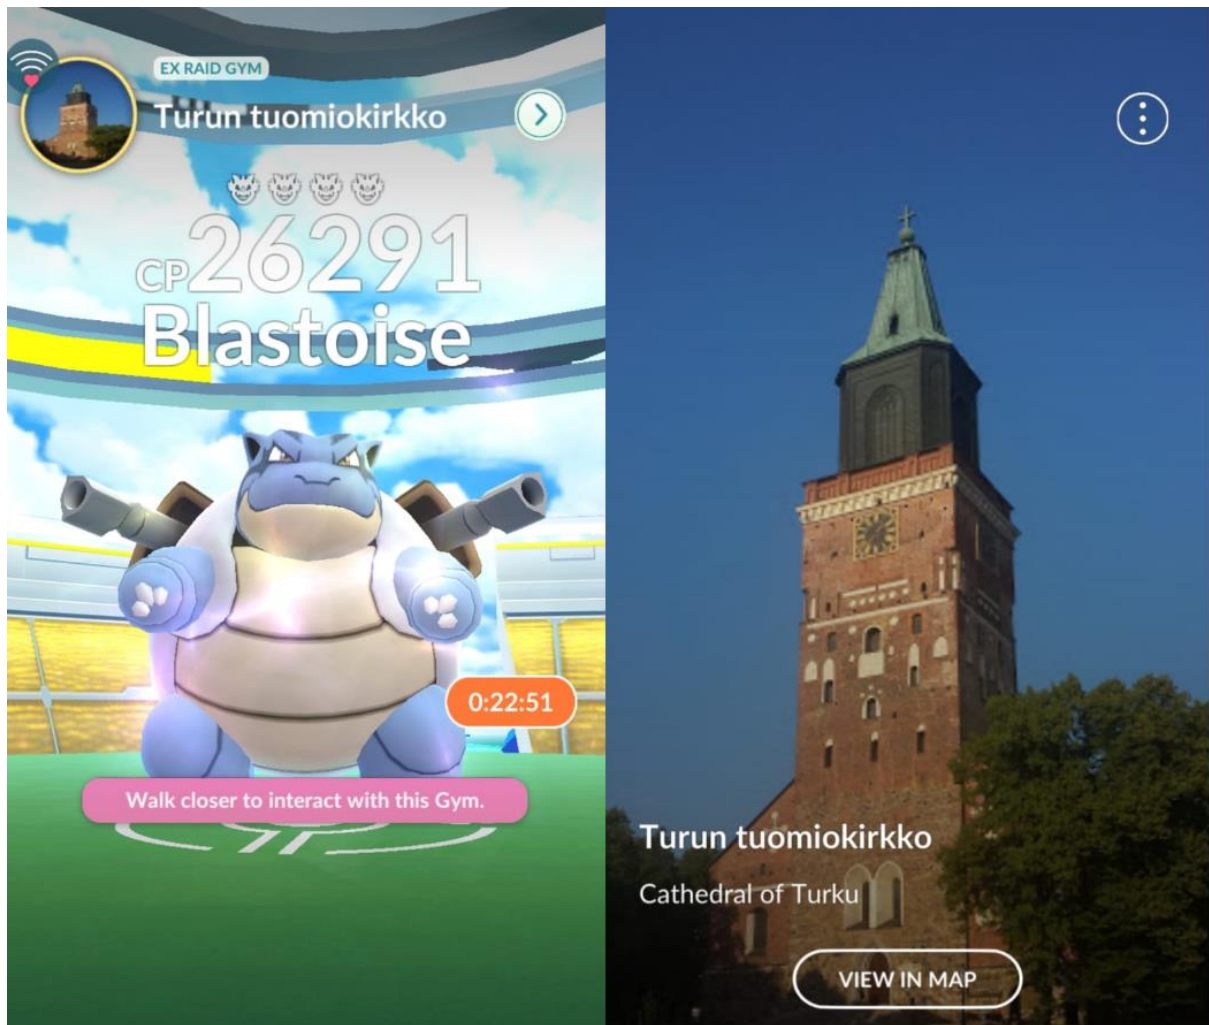 EX RAID GYM
Turun tuomiokirkko
CP26291
Blastoise
0:22:51
Walk closer to interact with this Gym.
Turun tuomiokirkko
Cathedral of Turku
VIEW IN MAP